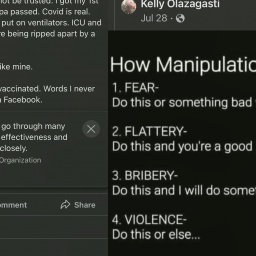 not be trusted. I got my 1st
pa passed. Covid is real.
put on ventilators. ICU and
re being ripped apart by a
ike mine.
vaccinated. Words I never
n Facebook.
go through many
effectiveness and
closely.
Organization
omment
Share
Kelly Olazagasti
Jul 28 ·
How Manipulatio
1. FEAR-
Do this or something bad
2. FLATTERY-
Do this and you're a good
3. BRIBERY-
Do this and I will do some
4. VIOLENCE-
Do this or else...